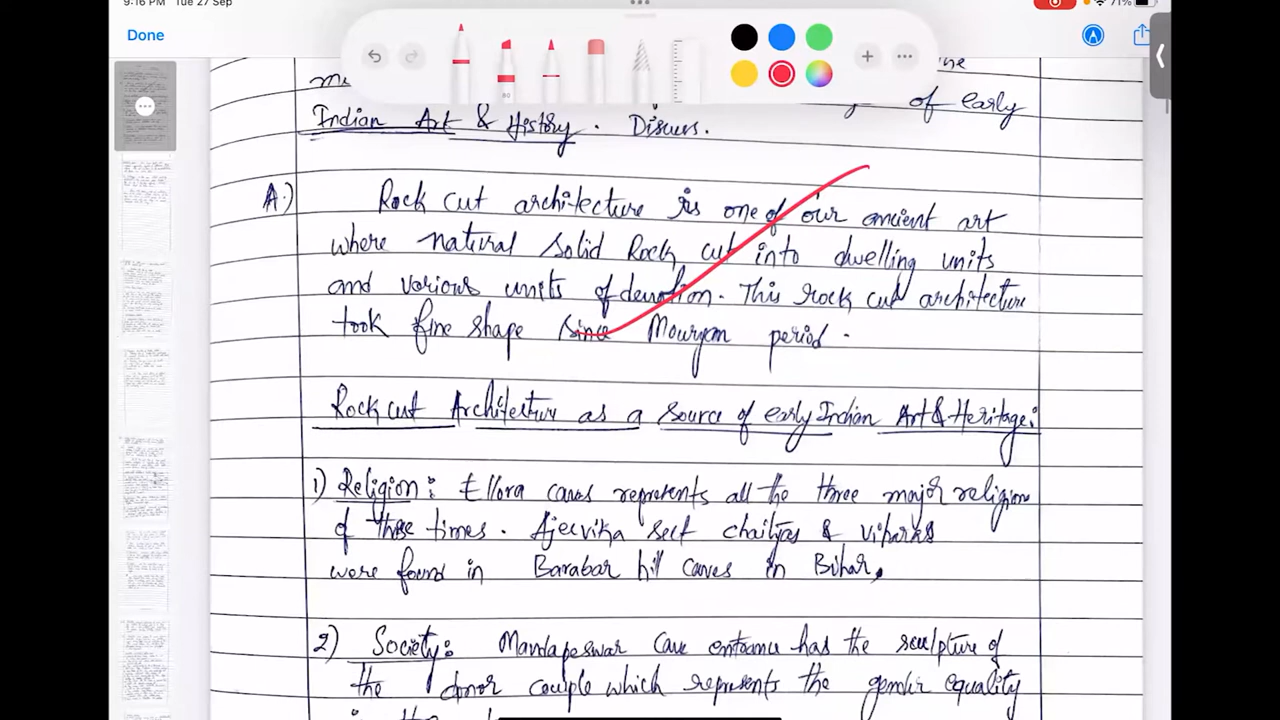 9:16 PM Tue 27 Sep
71%
Done
80
of early
Indian Art & History. Discuss.
A.) Rock cut architecture is one of our ancient art
where natural solid Rock cut into dwelling units
and various units of devotion. This rock cut architecture
took fine shape since Mauryan period.
Rock cut Architecture as a source of early Indian Art & Heritage:
1) Religion: Ellora caves represents all the three major religion
of those times. Ajeevika sect chaityas & viharas
were found in Barabar hill caves in Bihar.
2) Society: Mandapeswar cave entrance has the sculpture of
the donor couple which represents the gender equality